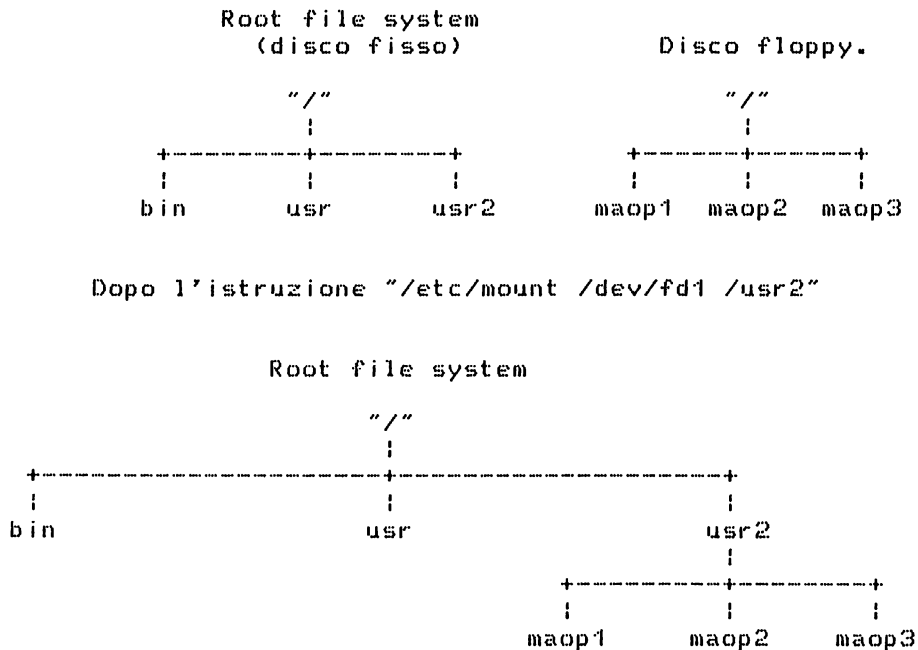 Root file system
(disco fisso) Disco floppy.
"/" "/"
bin usr usr2 maop1 maop2 maop3
Dopo l'istruzione "/etc/mount /dev/fd1 /usr2"
Root file system
"/"
bin usr usr2
maop1 maop2 maop3